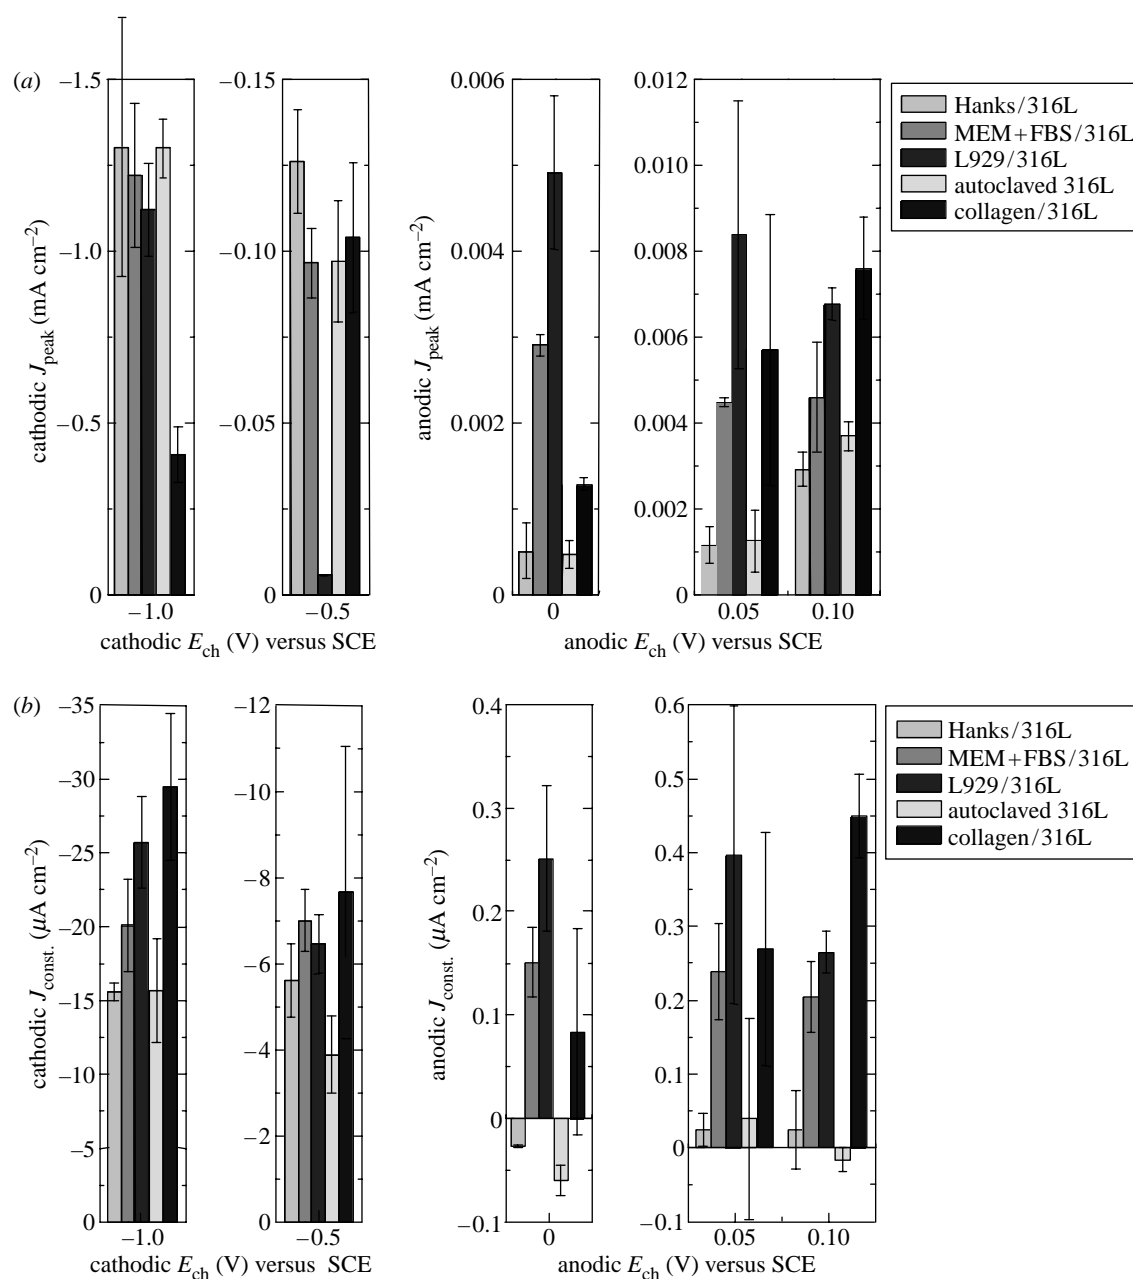 (a)
cathodic J_peak (mA cm−2)
−1.5
−1.0
−0.5
0
−1.0
−0.15
−0.10
−0.05
0
−0.5
cathodic E_ch (V) versus SCE
anodic J_peak (mA cm−2)
0.006
0.004
0.002
0
0
0.012
0.010
0.008
0.006
0.004
0.002
0
0.05 0.10
anodic E_ch (V) versus SCE
Hanks/316L
MEM+FBS/316L
L929/316L
autoclaved 316L
collagen/316L
(b)
cathodic J_const. (μA cm−2)
−35
−30
−25
−20
−15
−10
−5
0
−1.0
−12
−10
−8
−6
−4
−2
0
−0.5
cathodic E_ch (V) versus SCE
anodic J_const. (μA cm−2)
0.4
0.3
0.2
0.1
0
−0.1
0
0.6
0.5
0.4
0.3
0.2
0.1
0
−0.1
0.05 0.10
anodic E_ch (V) versus SCE
Hanks/316L
MEM+FBS/316L
L929/316L
autoclaved 316L
collagen/316L